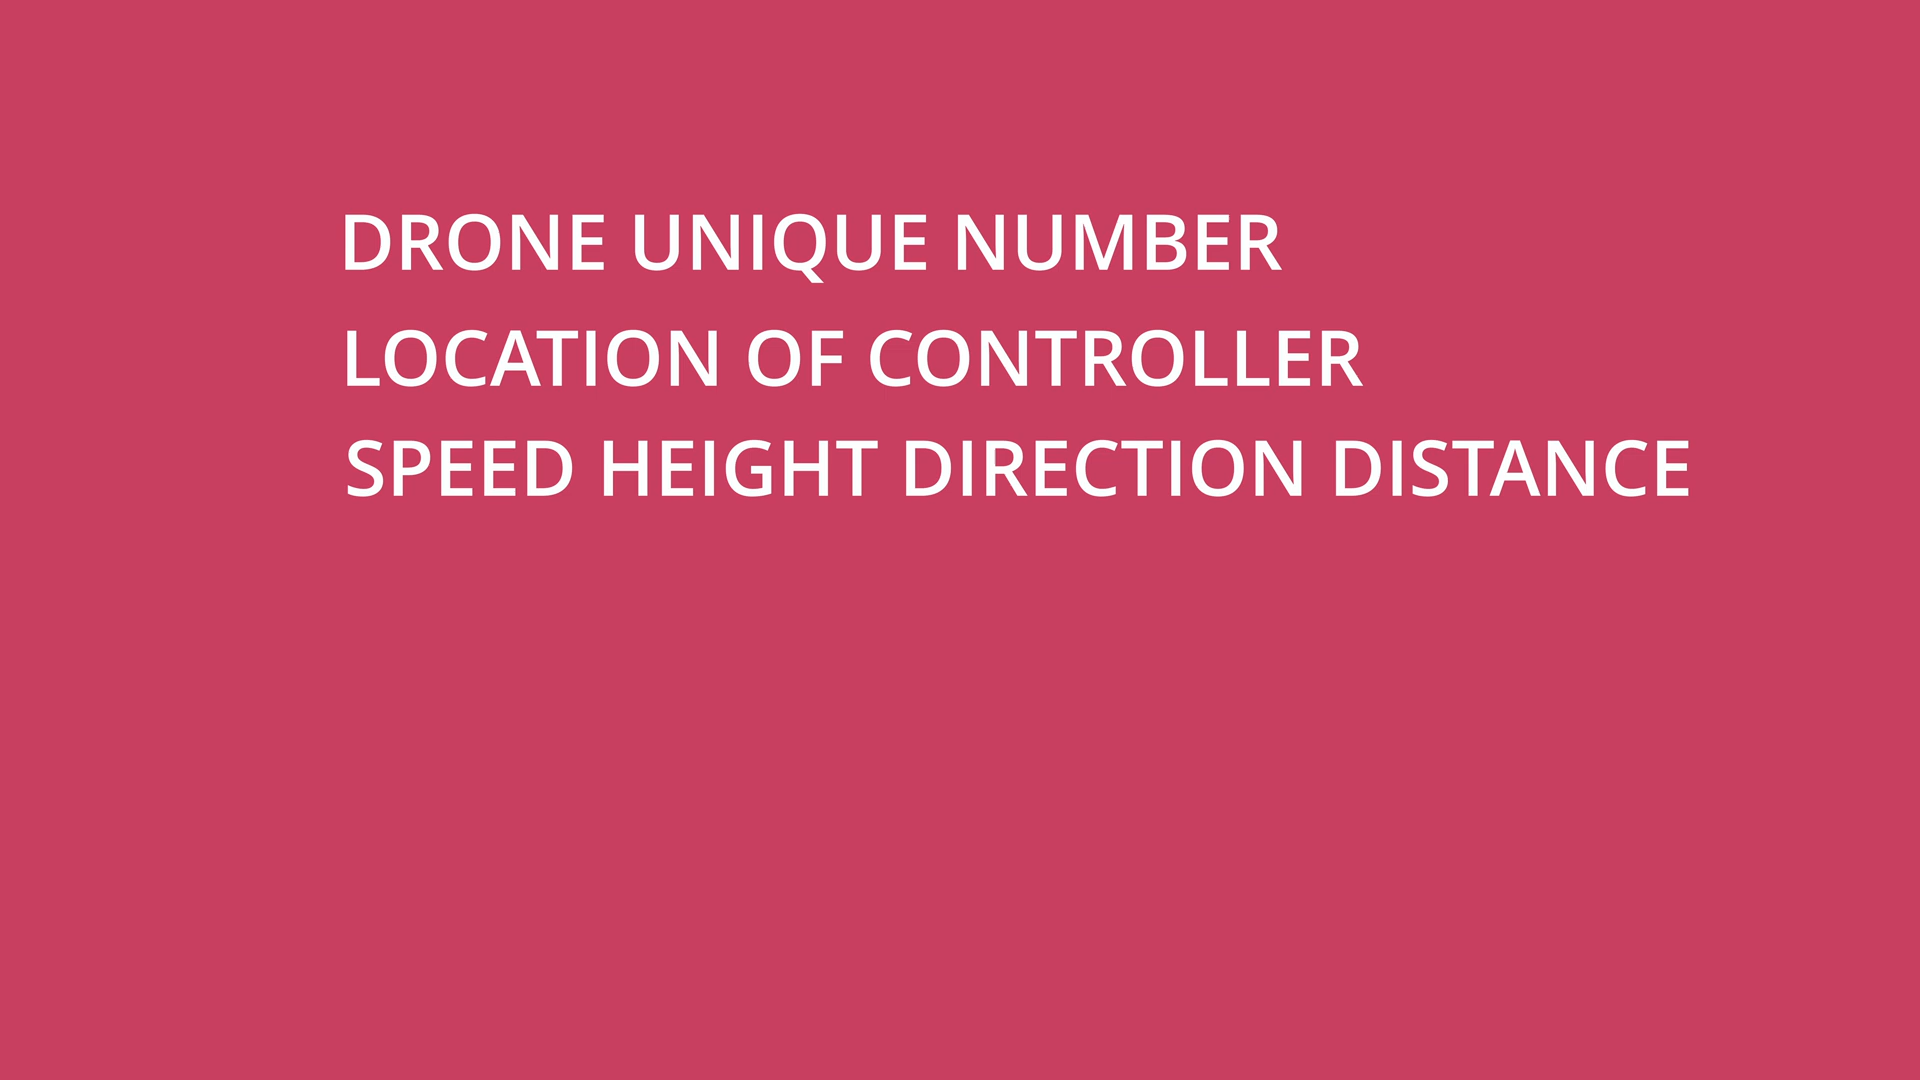 DRONE UNIQUE NUMBER
LOCATION OF CONTROLLER
SPEED HEIGHT DIRECTION DISTANCE